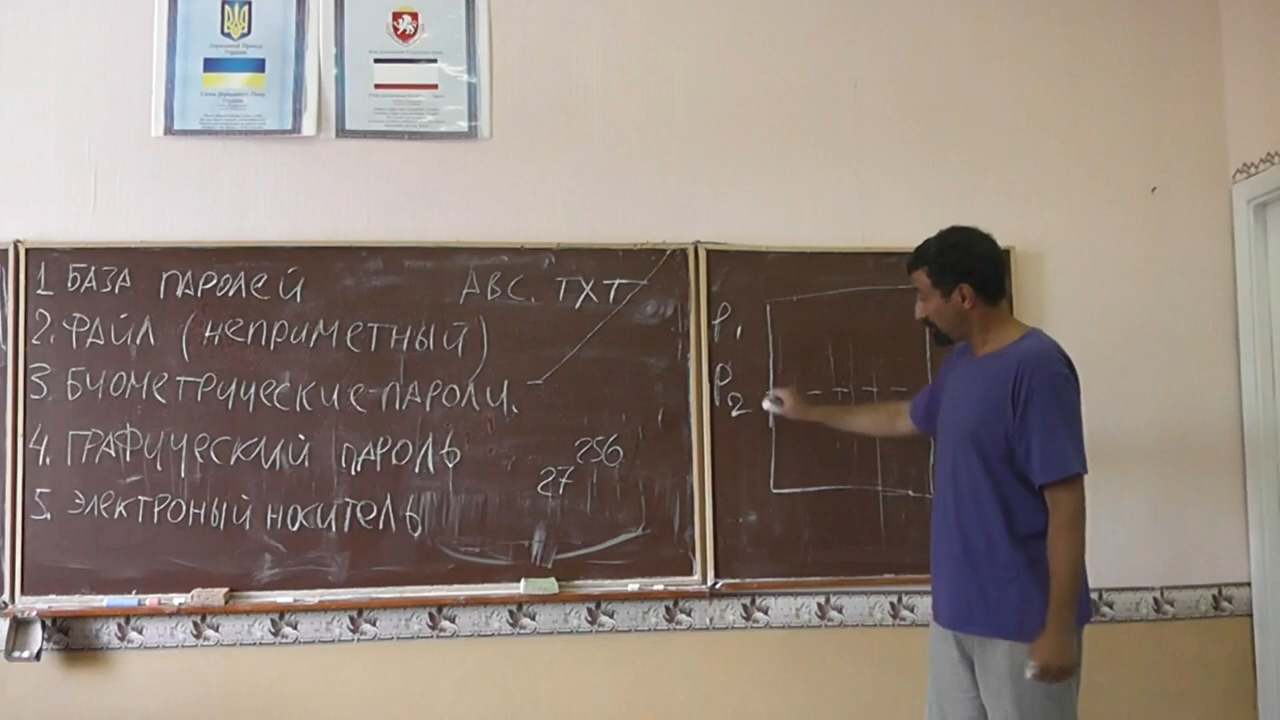 1 БАЗА ПАРОЛЕЙ ABC. TXT
2. ФАЙЛ (неприметный)
3. БИОМЕТРИЧЕСКИЕ-ПАРОЛИ.
4. ГРАФИЧЕСКИЙ ПАРОЛЬ
256
27
5. ЭЛЕКТРОНЫЙ НОСИТЕЛЬ
P1
P2